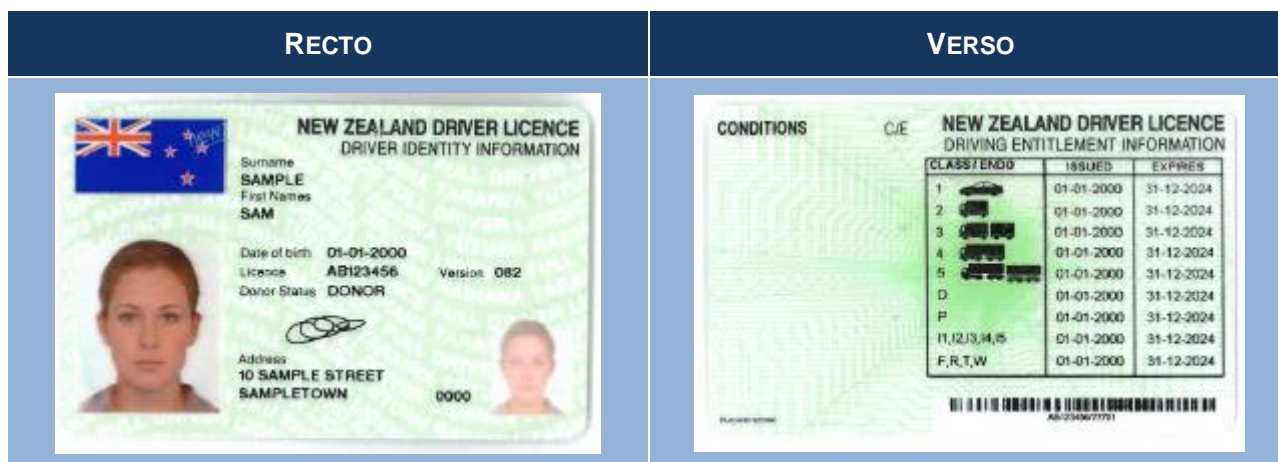 RECTO
VERSO
NEW ZEALAND DRIVER LICENCE
DRIVER IDENTITY INFORMATION
new
Surname
SAMPLE
First Names
SAM
Date of birth 01-01-2000
Licence AB123456 Version 082
Donor Status DONOR
Address
10 SAMPLE STREET
SAMPLETOWN 0000
CONDITIONS C/E
NEW ZEALAND DRIVER LICENCE
DRIVING ENTITLEMENT INFORMATION
CLASS / ENDO ISSUED EXPIRES
1 01-01-2000 31-12-2024
2 01-01-2000 31-12-2024
3 01-01-2000 31-12-2024
4 01-01-2000 31-12-2024
5 01-01-2000 31-12-2024
D 01-01-2000 31-12-2024
P 01-01-2000 31-12-2024
I1,I2,I3,I4,I5 01-01-2000 31-12-2024
F,R,T,W 01-01-2000 31-12-2024